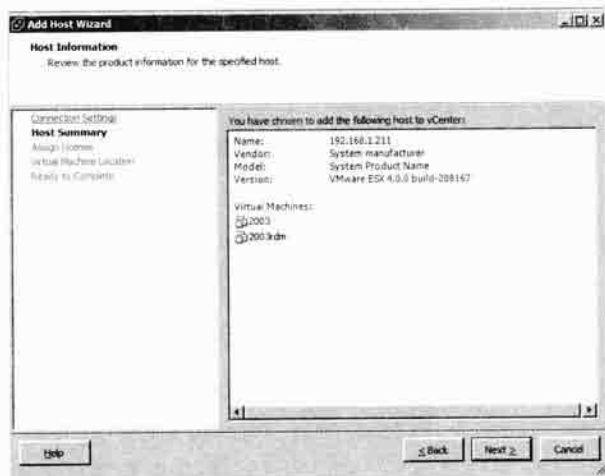 Add Host Wizard
Host Information
Review the product information for the specified host.
Connection Settings
Host Summary
Assign License
Virtual Machine Location
Ready to Complete
You have chosen to add the following host to vCenter:
Name: 192.168.1.211
Vendor: System manufacturer
Model: System Product Name
Version: VMware ESX 4.0.0 build-208167
Virtual Machines:
2003
2003rdm
Help
< Back
Next >
Cancel